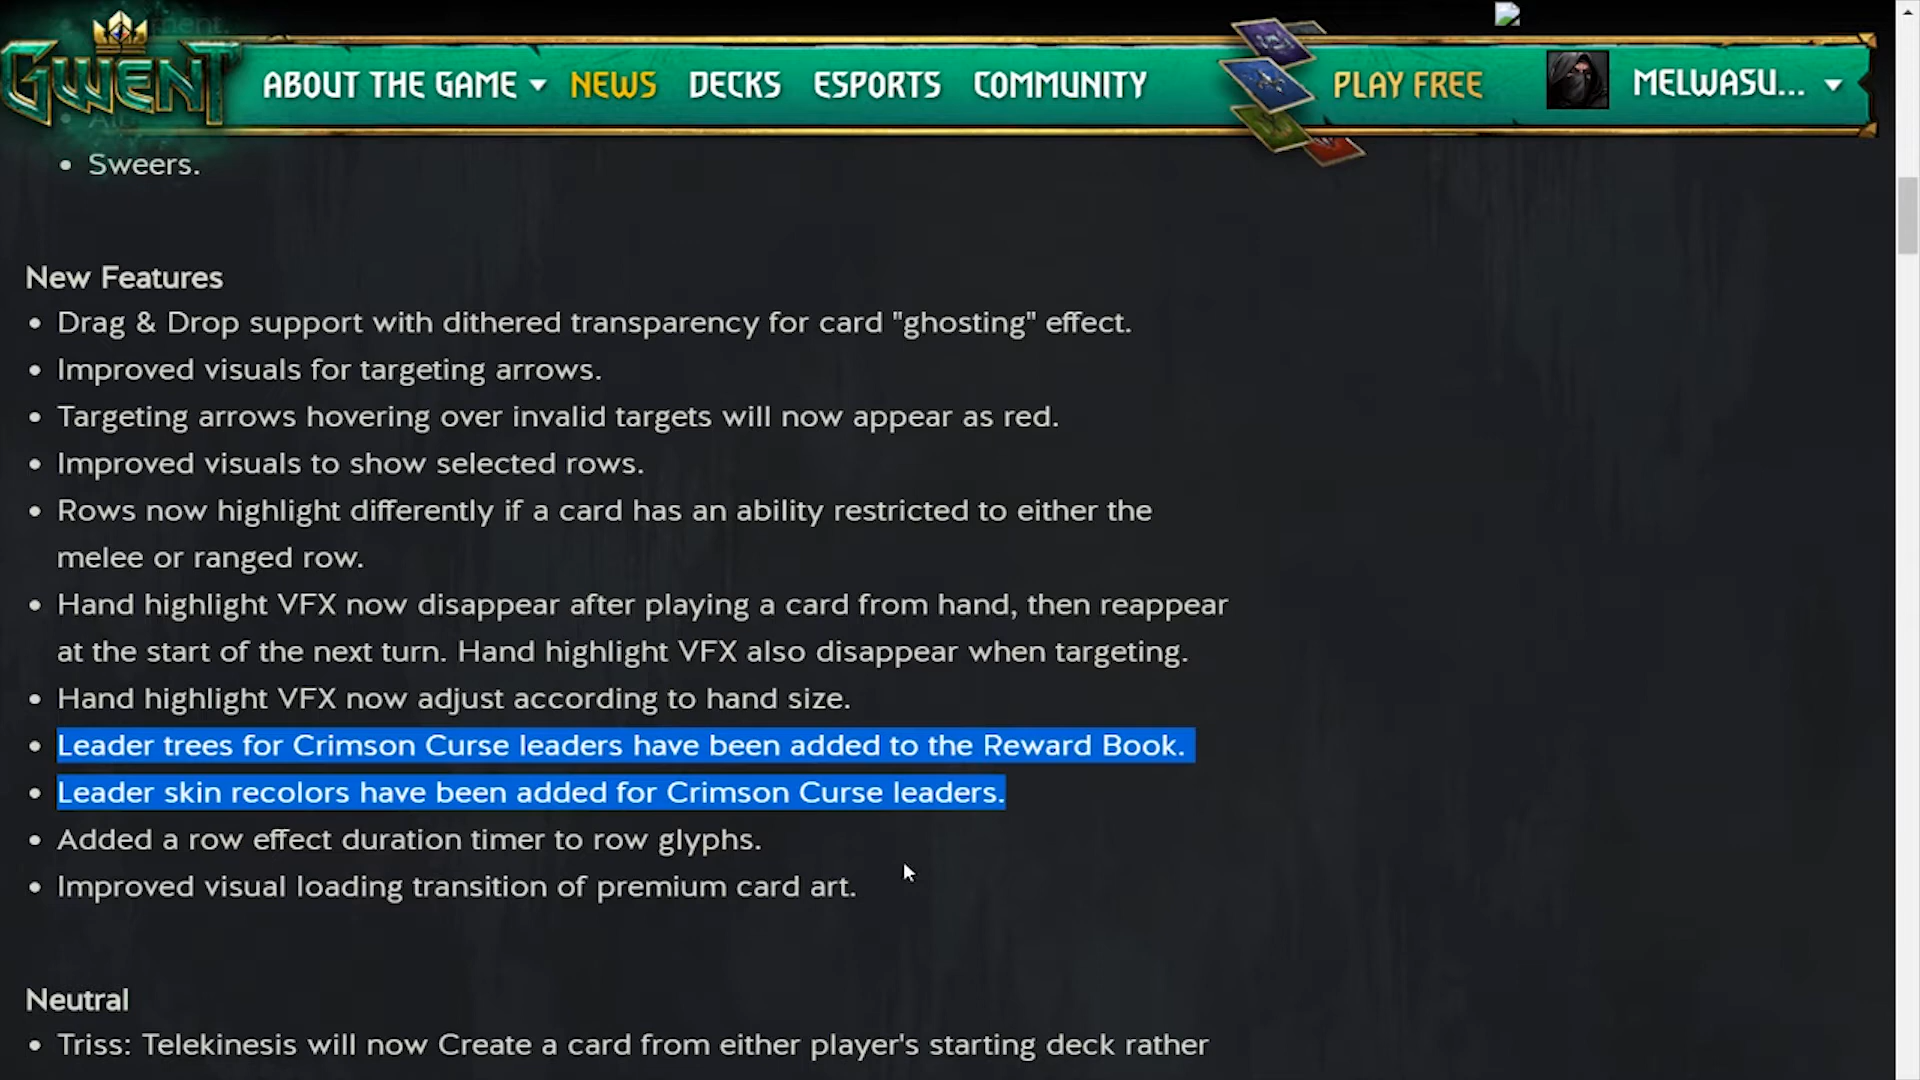 ment.
GWENT
ABOUT THE GAME
NEWS
DECKS
ESPORTS
COMMUNITY
PLAY FREE
MELWASU...
• Sweers.
New Features
• Drag & Drop support with dithered transparency for card "ghosting" effect.
• Improved visuals for targeting arrows.
• Targeting arrows hovering over invalid targets will now appear as red.
• Improved visuals to show selected rows.
• Rows now highlight differently if a card has an ability restricted to either the
melee or ranged row.
• Hand highlight VFX now disappear after playing a card from hand, then reappear
at the start of the next turn. Hand highlight VFX also disappear when targeting.
• Hand highlight VFX now adjust according to hand size.
• Leader trees for Crimson Curse leaders have been added to the Reward Book.
• Leader skin recolors have been added for Crimson Curse leaders.
• Added a row effect duration timer to row glyphs.
• Improved visual loading transition of premium card art.
Neutral
• Triss: Telekinesis will now Create a card from either player's starting deck rather